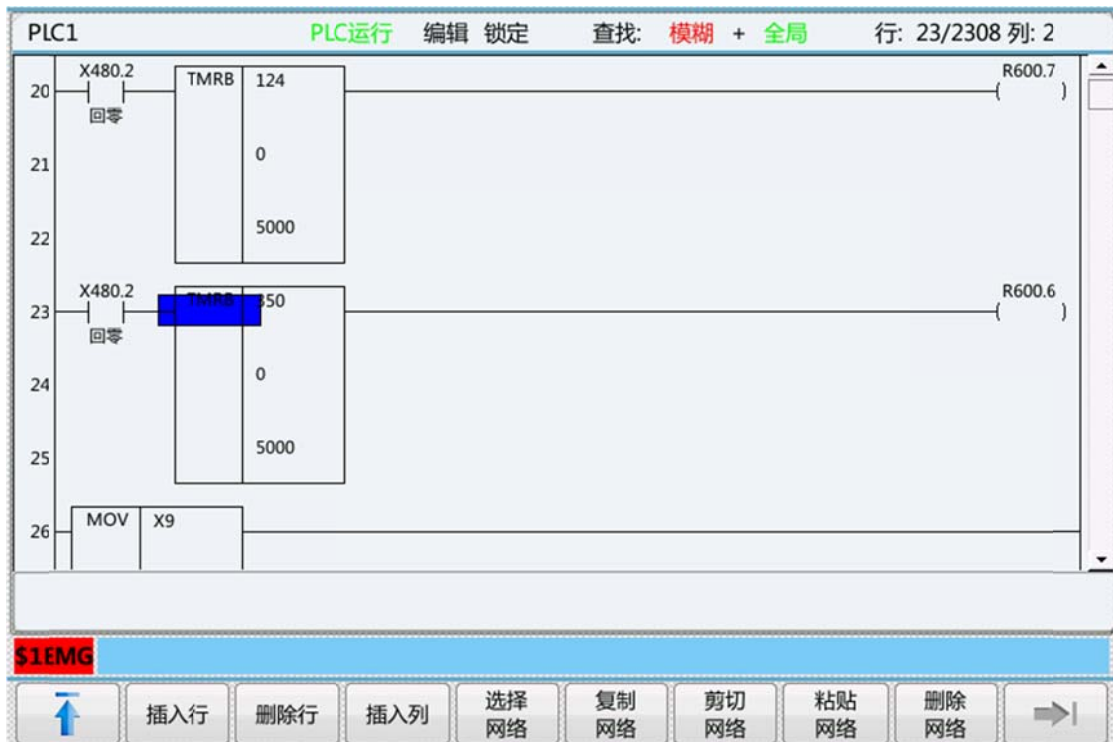 PLC1 PLC运行 编辑 锁定 查找: 模糊 + 全局 行: 23/2308 列: 2
X480.2 TMRB 124 R600.7
20
回零
21 0
22 5000
X480.2 TMRB 350 R600.6
23
回零
24 0
25 5000
26 MOV X9
$1EMG
插入行 删除行 插入列 选择 复制 剪切 粘贴 删除
网络 网络 网络 网络 网络